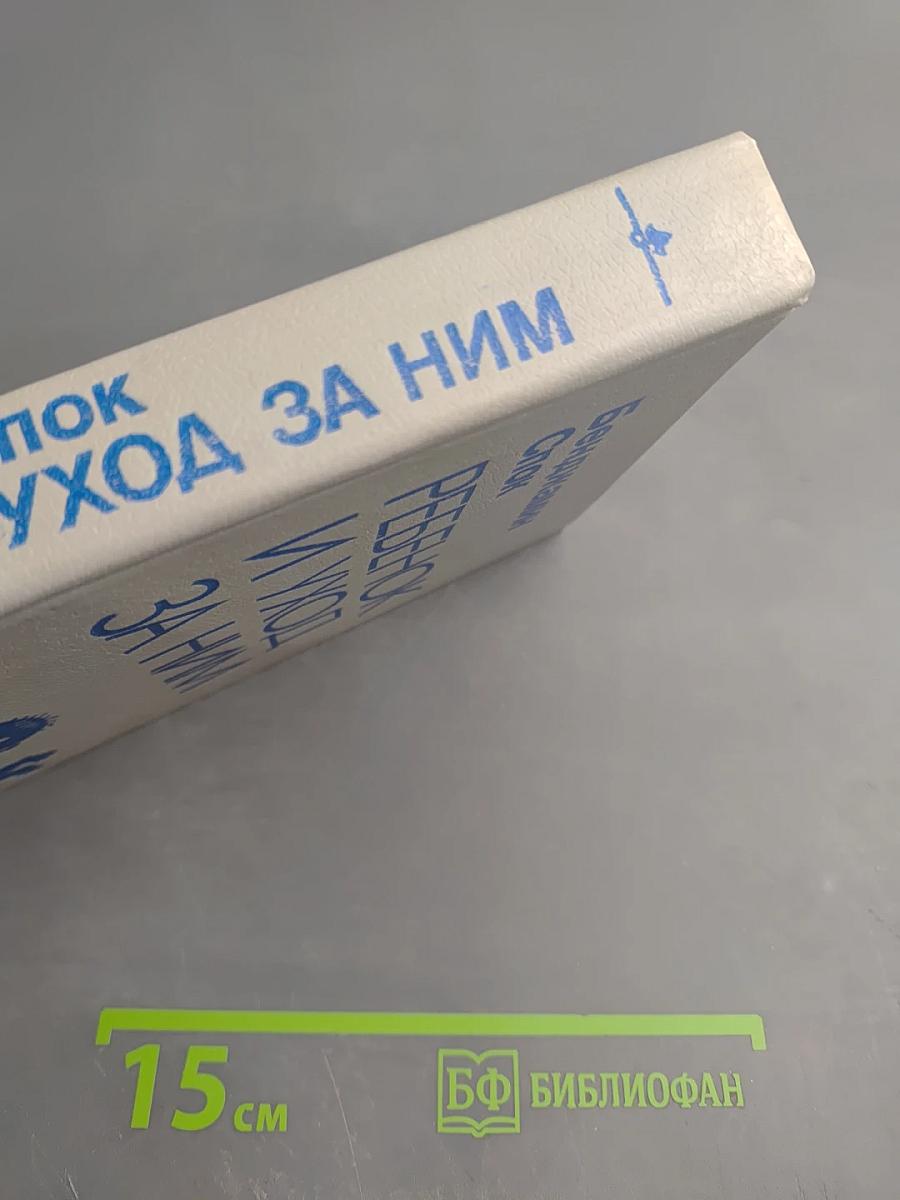 ПОК
УХОД ЗА НИМ
Бенджамин
Спок
РЕБЕНОК
И УХОД
ЗА НИМ
15 см
БФ БИБЛИОФАН